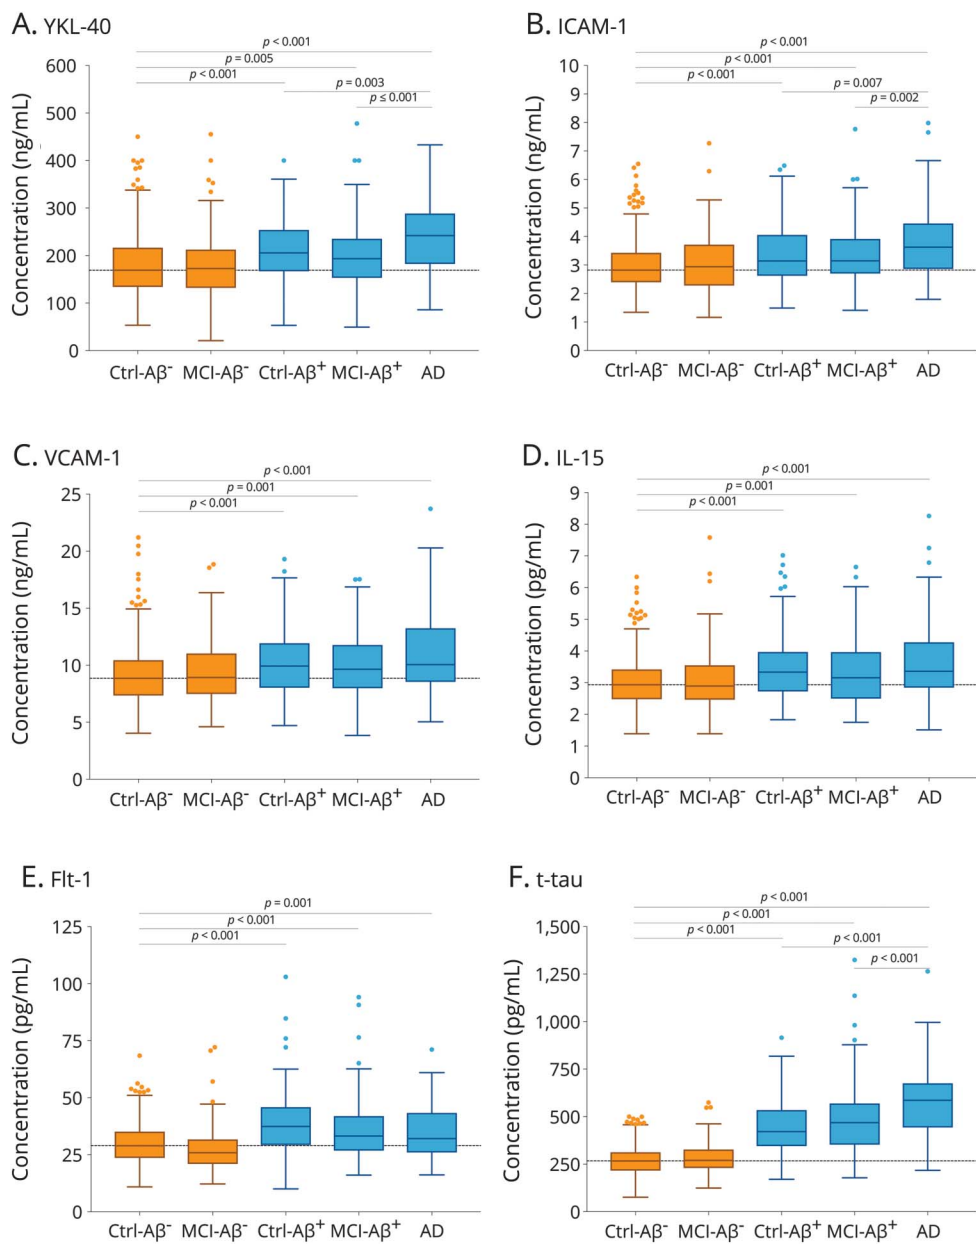 A. YKL-40
p < 0.001
p = 0.005
p < 0.001
p = 0.003
p ≤ 0.001
Concentration (ng/mL)
600
500
400
300
200
100
0
Ctrl-Aβ⁻ MCI-Aβ⁻ Ctrl-Aβ⁺ MCI-Aβ⁺ AD
B. ICAM-1
p < 0.001
p < 0.001
p < 0.001
p = 0.007
p = 0.002
Concentration (ng/mL)
10
9
8
7
6
5
4
3
2
1
0
Ctrl-Aβ⁻ MCI-Aβ⁻ Ctrl-Aβ⁺ MCI-Aβ⁺ AD
C. VCAM-1
p < 0.001
p = 0.001
p < 0.001
Concentration (ng/mL)
25
20
15
10
5
0
Ctrl-Aβ⁻ MCI-Aβ⁻ Ctrl-Aβ⁺ MCI-Aβ⁺ AD
D. IL-15
p < 0.001
p = 0.001
p < 0.001
Concentration (pg/mL)
9
8
7
6
5
4
3
2
1
0
Ctrl-Aβ⁻ MCI-Aβ⁻ Ctrl-Aβ⁺ MCI-Aβ⁺ AD
E. Flt-1
p = 0.001
p < 0.001
p < 0.001
Concentration (pg/mL)
125
100
75
50
25
0
Ctrl-Aβ⁻ MCI-Aβ⁻ Ctrl-Aβ⁺ MCI-Aβ⁺ AD
F. t-tau
p < 0.001
p < 0.001
p < 0.001
p < 0.001
p < 0.001
Concentration (pg/mL)
1,500
1,250
1,000
750
500
250
0
Ctrl-Aβ⁻ MCI-Aβ⁻ Ctrl-Aβ⁺ MCI-Aβ⁺ AD